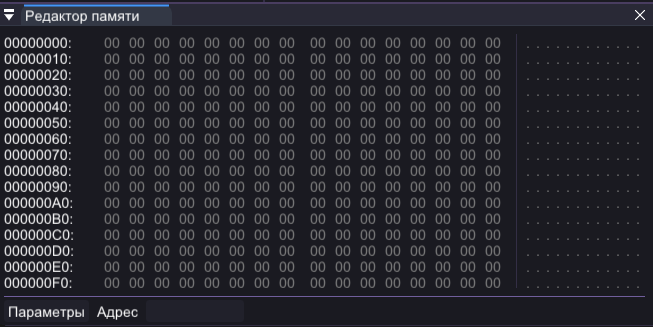 Редактор памяти
00000000: 00 00 00 00 00 00 00 00 00 00 00 00 00 00 00 00 . . . . . . . . . . . .
00000010: 00 00 00 00 00 00 00 00 00 00 00 00 00 00 00 00 . . . . . . . . . . . .
00000020: 00 00 00 00 00 00 00 00 00 00 00 00 00 00 00 00 . . . . . . . . . . . .
00000030: 00 00 00 00 00 00 00 00 00 00 00 00 00 00 00 00 . . . . . . . . . . . .
00000040: 00 00 00 00 00 00 00 00 00 00 00 00 00 00 00 00 . . . . . . . . . . . .
00000050: 00 00 00 00 00 00 00 00 00 00 00 00 00 00 00 00 . . . . . . . . . . . .
00000060: 00 00 00 00 00 00 00 00 00 00 00 00 00 00 00 00 . . . . . . . . . . . .
00000070: 00 00 00 00 00 00 00 00 00 00 00 00 00 00 00 00 . . . . . . . . . . . .
00000080: 00 00 00 00 00 00 00 00 00 00 00 00 00 00 00 00 . . . . . . . . . . . .
00000090: 00 00 00 00 00 00 00 00 00 00 00 00 00 00 00 00 . . . . . . . . . . . .
000000A0: 00 00 00 00 00 00 00 00 00 00 00 00 00 00 00 00 . . . . . . . . . . . .
000000B0: 00 00 00 00 00 00 00 00 00 00 00 00 00 00 00 00 . . . . . . . . . . . .
000000C0: 00 00 00 00 00 00 00 00 00 00 00 00 00 00 00 00 . . . . . . . . . . . .
000000D0: 00 00 00 00 00 00 00 00 00 00 00 00 00 00 00 00 . . . . . . . . . . . .
000000E0: 00 00 00 00 00 00 00 00 00 00 00 00 00 00 00 00 . . . . . . . . . . . .
000000F0: 00 00 00 00 00 00 00 00 00 00 00 00 00 00 00 00 . . . . . . . . . . . .
Параметры Адрес